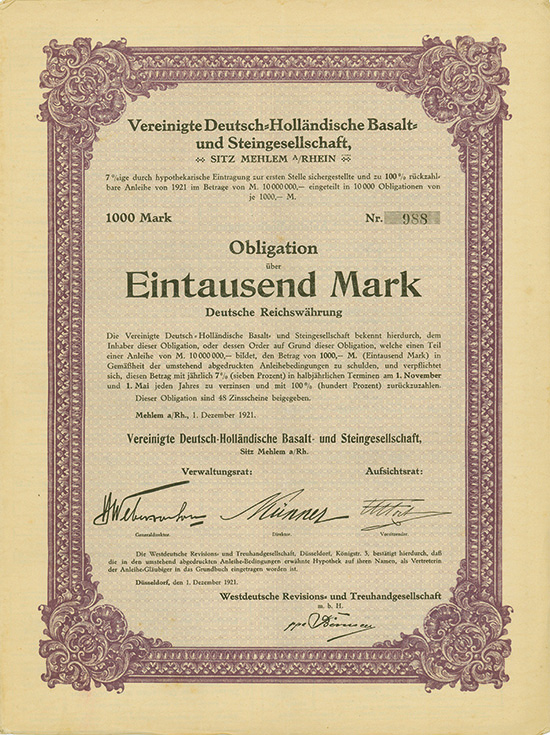 Vereinigte Deutsch-Holländische Basalt-
und Steingesellschaft,
SITZ MEHLEM A/RHEIN
7 %ige durch hypothekarische Eintragung zur ersten Stelle sichergestellte und zu 100 % rückzahl-
bare Anleihe von 1921 im Betrage von M. 10 000 000,— eingeteilt in 10 000 Obligationen von
je 1000,— M.
1000 Mark Nr. 988
Obligation
über
Eintausend Mark
Deutsche Reichswährung
Die Vereinigte Deutsch-Holländische Basalt- und Steingesellschaft bekennt hierdurch, dem
Inhaber dieser Obligation, oder dessen Order auf Grund dieser Obligation, welche einen Teil
einer Anleihe von M. 10 000 000,— bildet, den Betrag von 1000,— M. (Eintausend Mark) in
Gemäßheit der umstehend abgedruckten Anleihebedingungen zu schulden, und verpflichtet
sich, diesen Betrag mit jährlich 7 % (sieben Prozent) in halbjährlichen Terminen am 1. November
und 1. Mai jeden Jahres zu verzinsen und mit 100 % (hundert Prozent) zurückzuzahlen.
Dieser Obligation sind 48 Zinsscheine beigegeben.
Mehlem a/Rh., 1. Dezember 1921.
Vereinigte Deutsch-Holländische Basalt- und Steingesellschaft,
Sitz Mehlem a/Rh.
Verwaltungsrat: Aufsichtsrat:
Generaldirektor. Direktor. Vorsitzender.
Die Westdeutsche Revisions- und Treuhandgesellschaft, Düsseldorf, Königstr. 5, bestätigt hierdurch, daß
die in den umstehend abgedruckten Anleihe-Bedingungen erwähnte Hypothek auf ihren Namen, als Vertreterin
der Anleihe-Gläubiger in das Grundbuch eingetragen worden ist.
Düsseldorf, den 1. Dezember 1921.
Westdeutsche Revisions- und Treuhandgesellschaft
m. b. H.
ppa